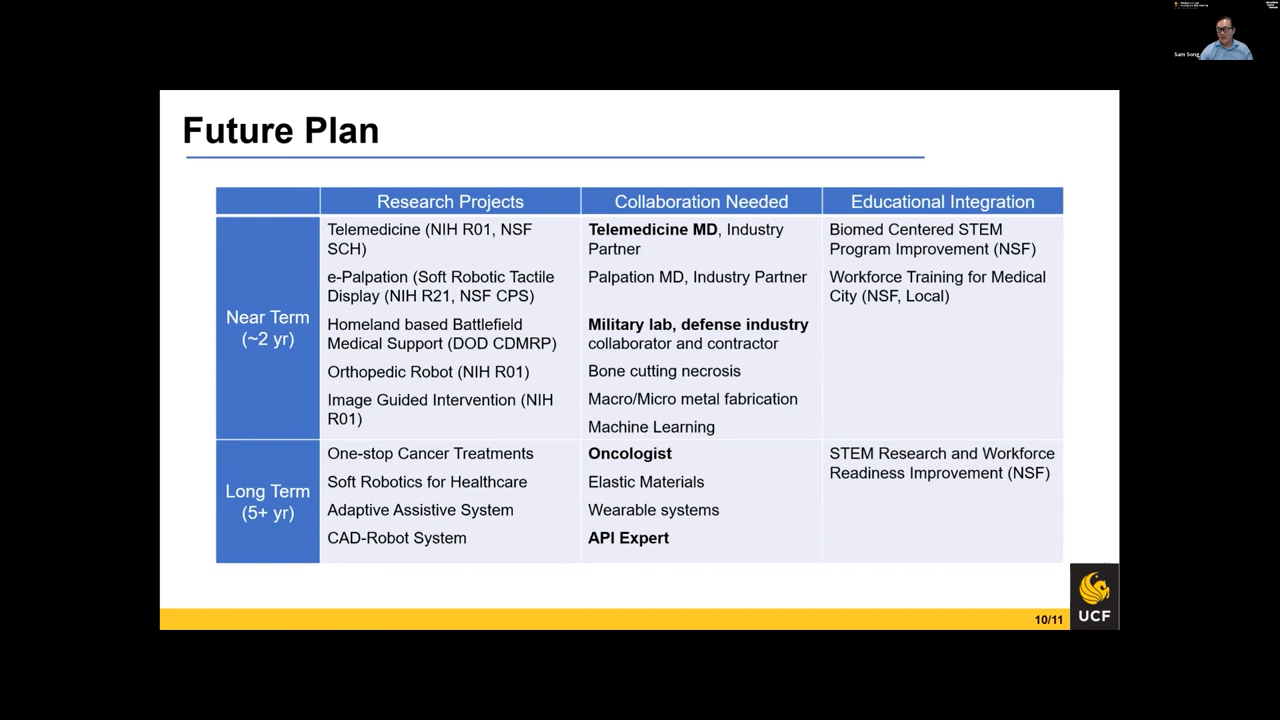 Sam Song
Future Plan
Research Projects
Collaboration Needed
Educational Integration
Near Term
(~2 yr)
Telemedicine (NIH R01, NSF
SCH)
e-Palpation (Soft Robotic Tactile
Display (NIH R21, NSF CPS)
Homeland based Battlefield
Medical Support (DOD CDMRP)
Orthopedic Robot (NIH R01)
Image Guided Intervention (NIH
R01)
Telemedicine MD, Industry
Partner
Palpation MD, Industry Partner
Military lab, defense industry
collaborator and contractor
Bone cutting necrosis
Macro/Micro metal fabrication
Machine Learning
Biomed Centered STEM
Program Improvement (NSF)
Workforce Training for Medical
City (NSF, Local)
Long Term
(5+ yr)
One-stop Cancer Treatments
Soft Robotics for Healthcare
Adaptive Assistive System
CAD-Robot System
Oncologist
Elastic Materials
Wearable systems
API Expert
STEM Research and Workforce
Readiness Improvement (NSF)
10/11
UCF